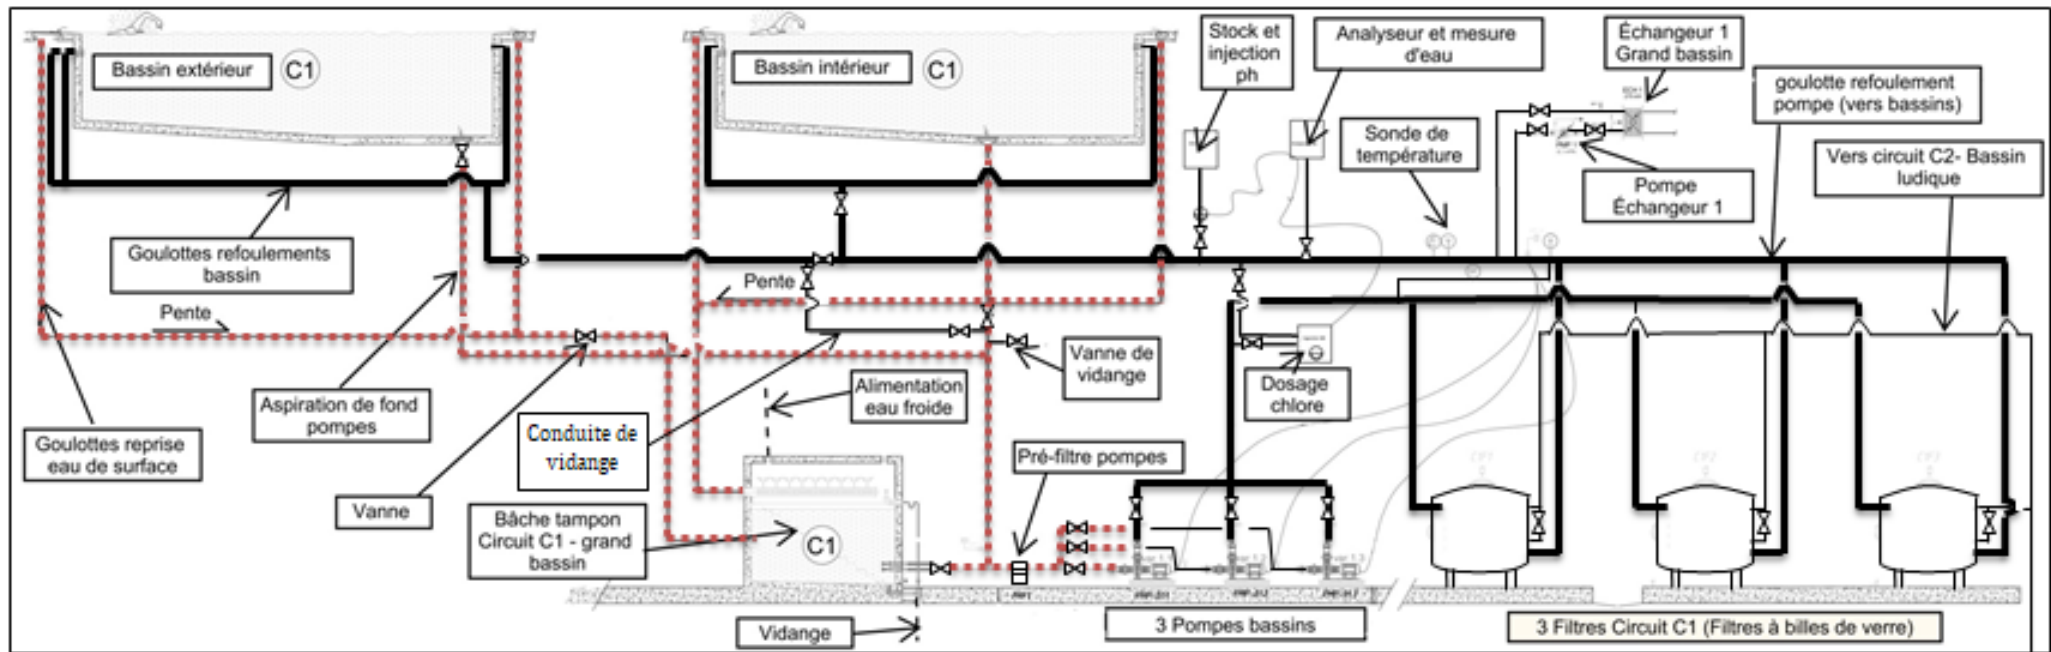 Bassin extérieur
C1
Bassin intérieur
C1
Stock et
injection
ph
Analyseur et mesure
d'eau
Échangeur 1
Grand bassin
goulotte refoulement
pompe (vers bassins)
Sonde de
température
Pompe
Échangeur 1
Vers circuit C2- Bassin
ludique
Goulottes refoulements
bassin
Pente
Pente
Vanne de
vidange
Dosage
chlore
Alimentation
eau froide
Aspiration de fond
pompes
Goulottes reprise
eau de surface
Conduite de
vidange
Vanne
Pré-filtre pompes
Bâche tampon
Circuit C1 - grand
bassin
C1
Vidange
3 Pompes bassins
3 Filtres Circuit C1 (Filtres à billes de verre)